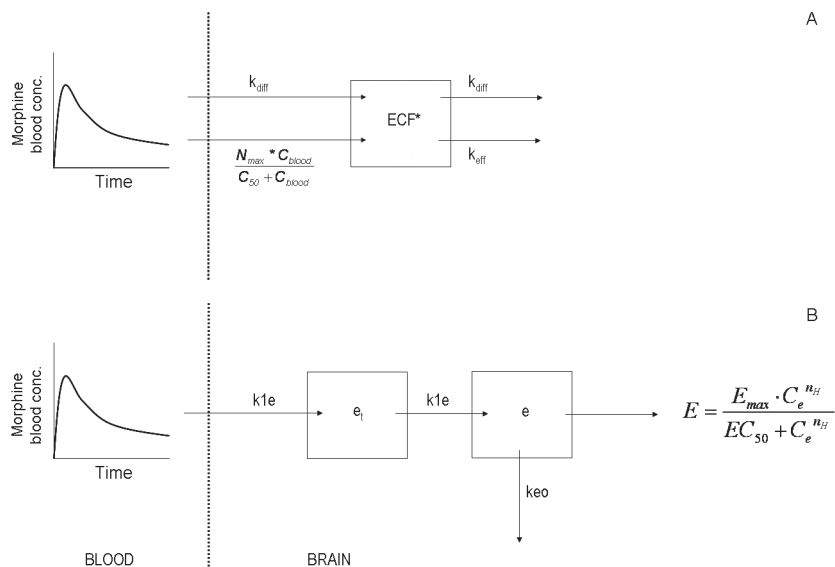 A
Morphine
blood conc.
Time
k_diff
N_max * C_blood
C_50 + C_blood
ECF*
k_diff
k_eff
B
Morphine
blood conc.
Time
k1e
e_t
k1e
e
keo
E = E_max · C_e^n_H
EC_50 + C_e^n_H
BLOOD
BRAIN